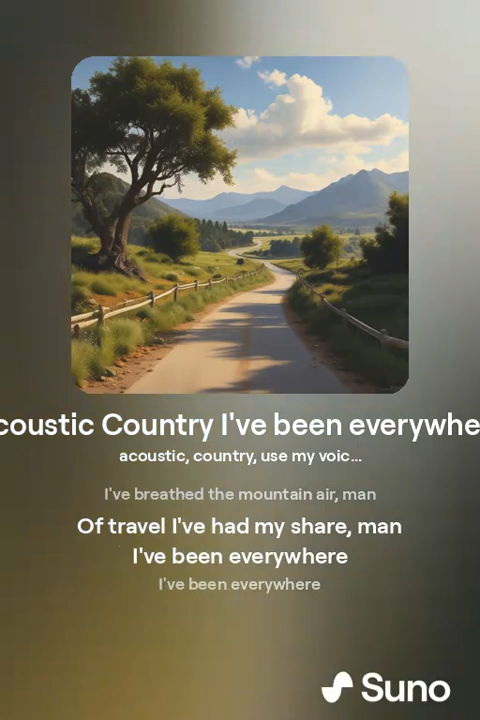 coustic Country I've been everywhe
acoustic, country, use my voic...
I've breathed the mountain air, man
Of travel I've had my share, man
I've been everywhere
I've been everywhere
Suno